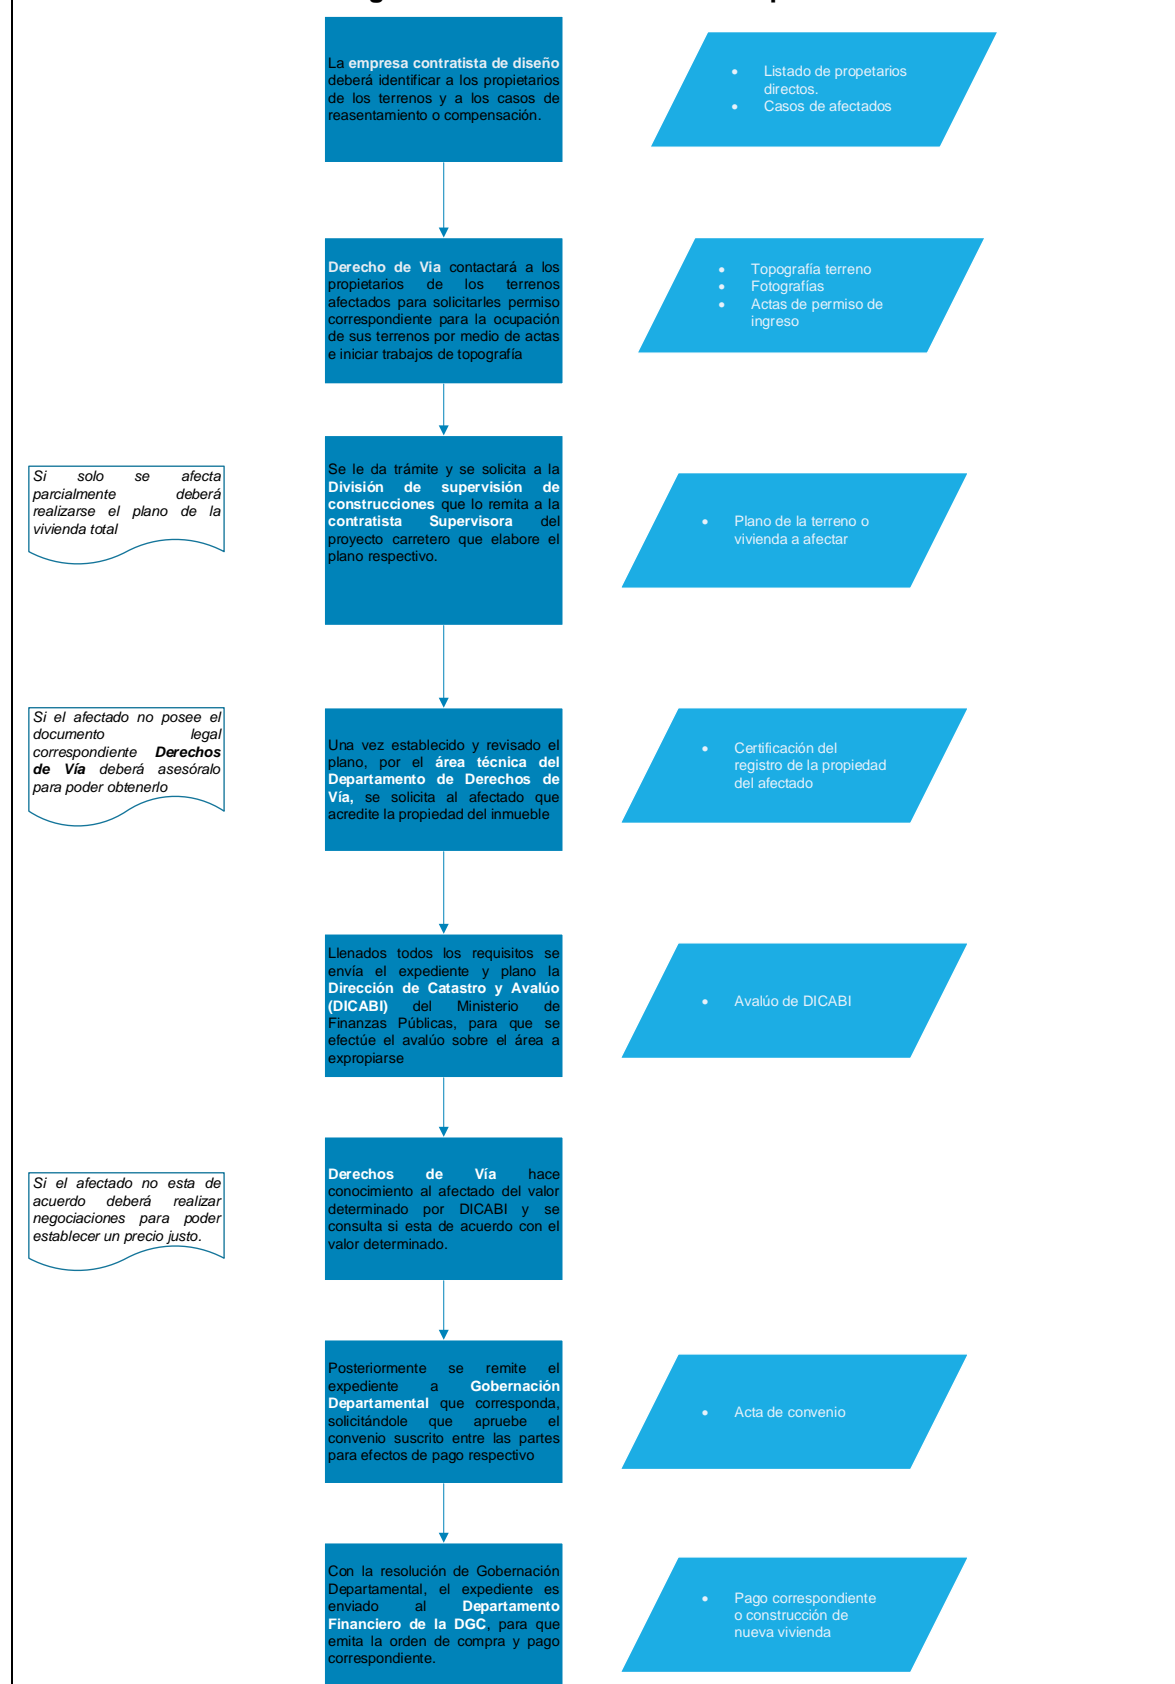 La empresa contratista de diseño
deberá identificar a los propietarios
de los terrenos y a los casos de
reasentamiento o compensación.
• Listado de propetarios
directos.
• Casos de afectados
Derecho de Via contactará a los
propietarios de los terrenos
afectados para solicitarles permiso
correspondiente para la ocupación
de sus terrenos por medio de actas
e iniciar trabajos de topografía
• Topografía terreno
• Fotografías
• Actas de permiso de
ingreso
Si solo se afecta
parcialmente deberá
realizarse el plano de la
vivienda total
Se le da trámite y se solicita a la
División de supervisión de
construcciones que lo remita a la
contratista Supervisora del
proyecto carretero que elabore el
plano respectivo.
• Plano de la terreno o
vivienda a afectar
Si el afectado no posee el
documento legal
correspondiente Derechos
de Vía deberá asesóralo
para poder obtenerlo
Una vez establecido y revisado el
plano, por el área técnica del
Departamento de Derechos de
Vía, se solicita al afectado que
acredite la propiedad del inmueble
• Certificación del
registro de la propiedad
del afectado
Llenados todos los requisitos se
envía el expediente y plano la
Dirección de Catastro y Avalúo
(DICABI) del Ministerio de
Finanzas Públicas, para que se
efectúe el avalúo sobre el área a
expropiarse
• Avalúo de DICABI
Si el afectado no esta de
acuerdo deberá realizar
negociaciones para poder
establecer un precio justo.
Derechos de Vía hace
conocimiento al afectado del valor
determinado por DICABI y se
consulta si esta de acuerdo con el
valor determinado.
Posteriormente se remite el
expediente a Gobernación
Departamental que corresponda,
solicitándole que apruebe el
convenio suscrito entre las partes
para efectos de pago respectivo
• Acta de convenio
Con la resolución de Gobernación
Departamental, el expediente es
enviado al Departamento
Financiero de la DGC, para que
emita la orden de compra y pago
correspondiente.
• Pago correspondiente
o construcción de
nueva vivienda